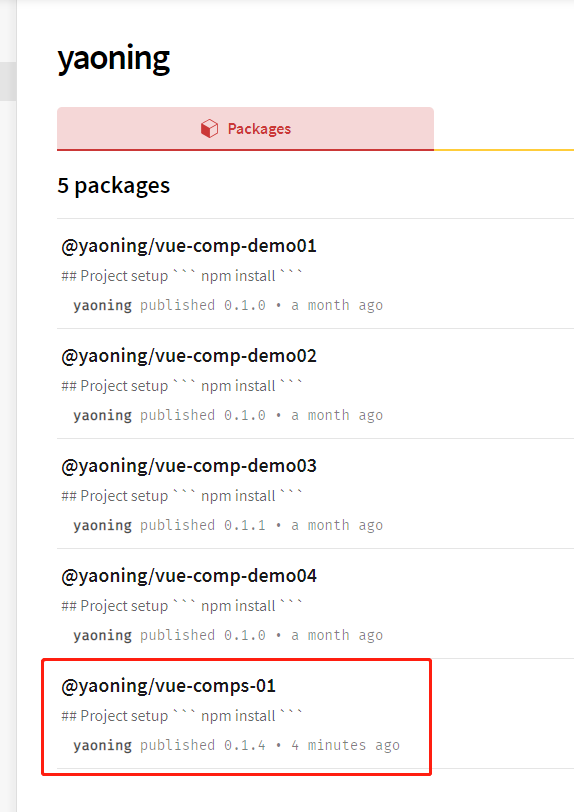 yaoning
Packages
5 packages
@yaoning/vue-comp-demo01
## Project setup ``` npm install ```
yaoning published 0.1.0 • a month ago
@yaoning/vue-comp-demo02
## Project setup ``` npm install ```
yaoning published 0.1.0 • a month ago
@yaoning/vue-comp-demo03
## Project setup ``` npm install ```
yaoning published 0.1.1 • a month ago
@yaoning/vue-comp-demo04
## Project setup ``` npm install ```
yaoning published 0.1.0 • a month ago
@yaoning/vue-comps-01
## Project setup ``` npm install ```
yaoning published 0.1.4 • 4 minutes ago